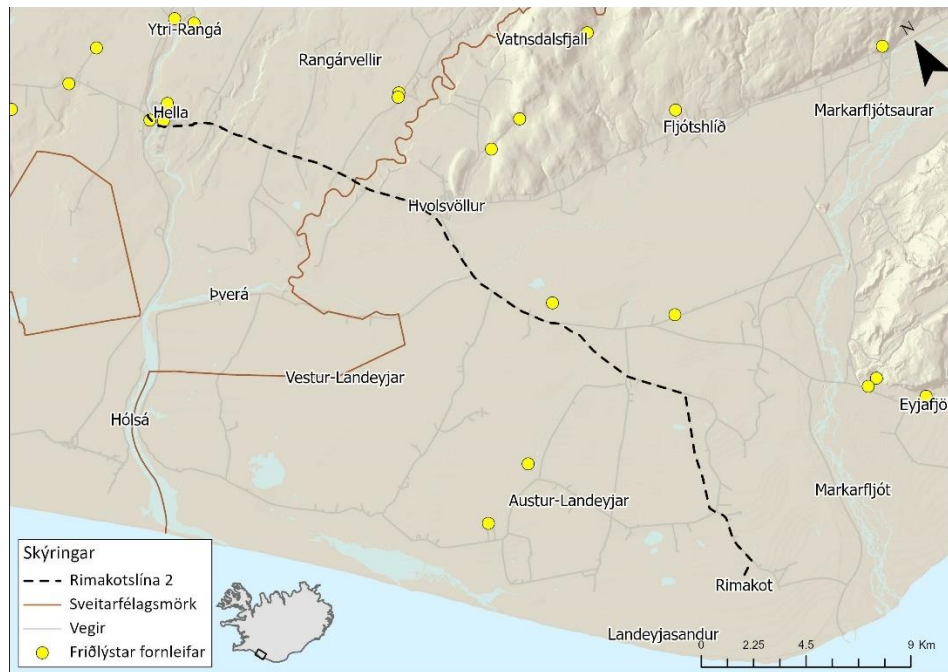 Ytri-Rangá
Vatnsdalsfjall
N
Rangárvellir
Hella
Markarfljótsaurar
Fljótshlíð
Hvolsvöllur
Þverá
Vestur-Landeyjar
Eyjafjö
Hólsá
Markarfljót
Austur-Landeyjar
Rimakot
Landeyjasandur
Skýringar
Rimakotslína 2
Sveitarfélagsmörk
Vegir
Friðlýstar fornleifar
0 2.25 4.5 9 Km